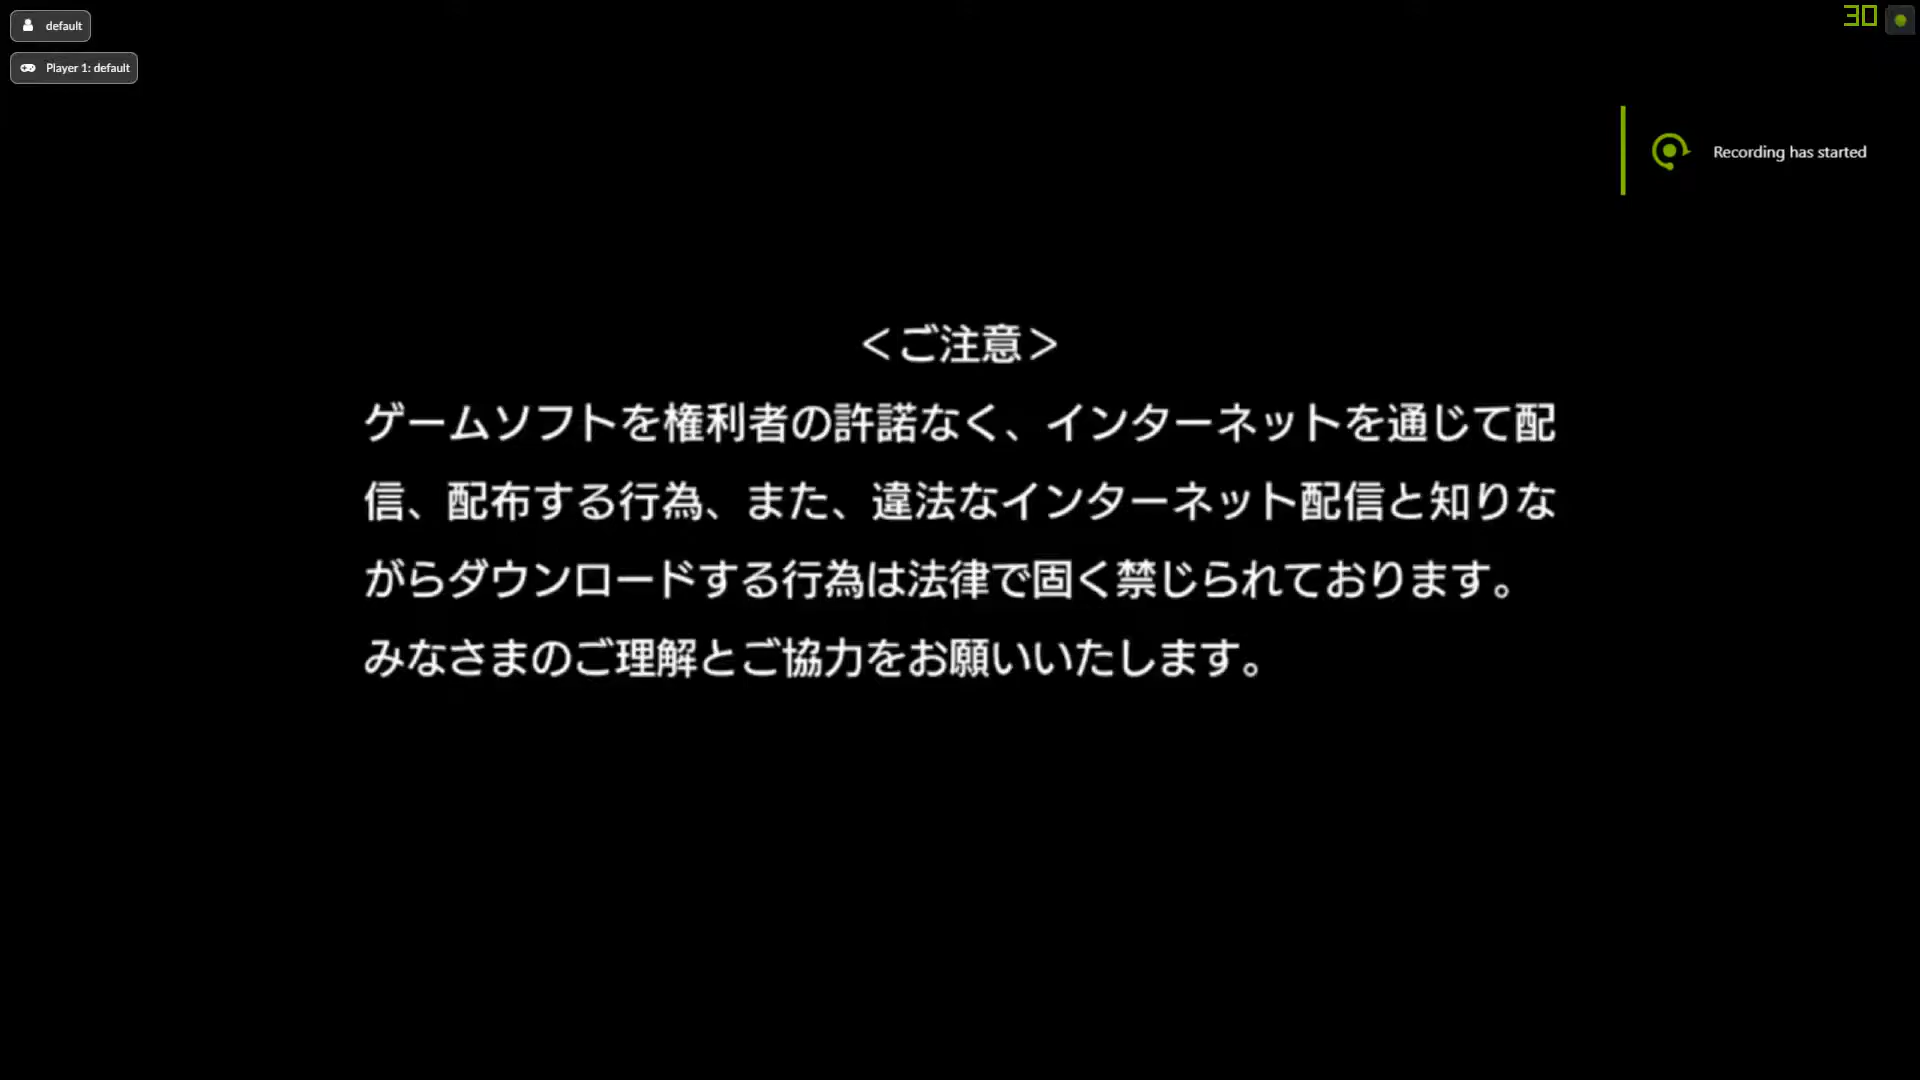 default
30
Player 1: default
Recording has started
＜ご注意＞
ゲームソフトを権利者の許諾なく、インターネットを通じて配
信、配布する行為、また、違法なインターネット配信と知りな
がらダウンロードする行為は法律で固く禁じられております。
みなさまのご理解とご協力をお願いいたします。